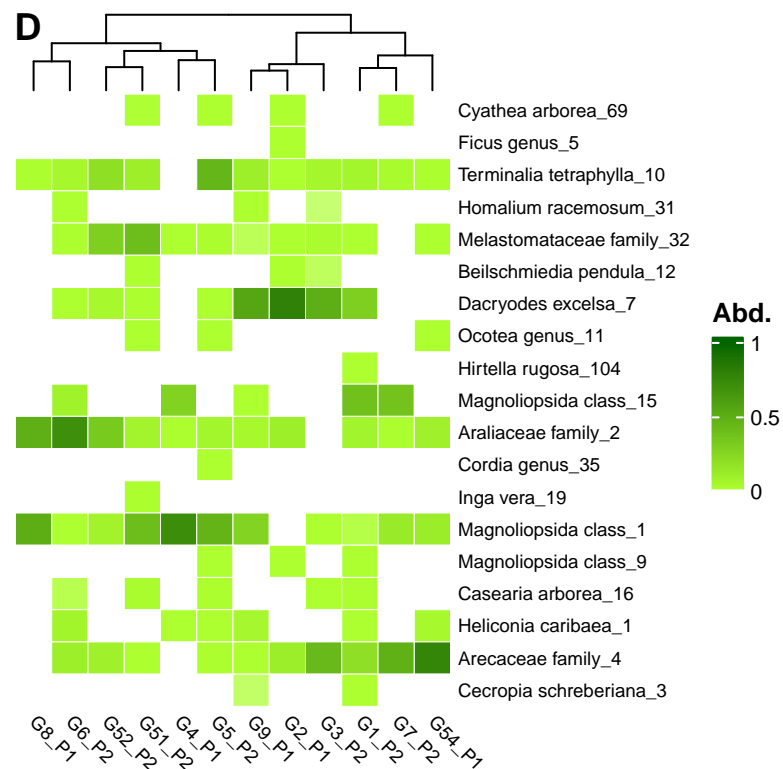 D
Cyathea arborea_69
Ficus genus_5
Terminalia tetraphylla_10
Homalium racemosum_31
Melastomataceae family_32
Beilschmiedia pendula_12
Dacryodes excelsa_7
Ocotea genus_11
Hirtella rugosa_104
Magnoliopsida class_15
Araliaceae family_2
Cordia genus_35
Inga vera_19
Magnoliopsida class_1
Magnoliopsida class_9
Casearia arborea_16
Heliconia caribaea_1
Arecaceae family_4
Cecropia schreberiana_3
Abd.
1
0.5
0
G8_P1
G6_P2
G52_P2
G51_P2
G4_P1
G5_P2
G9_P1
G2_P1
G3_P2
G1_P2
G7_P2
G54_P1